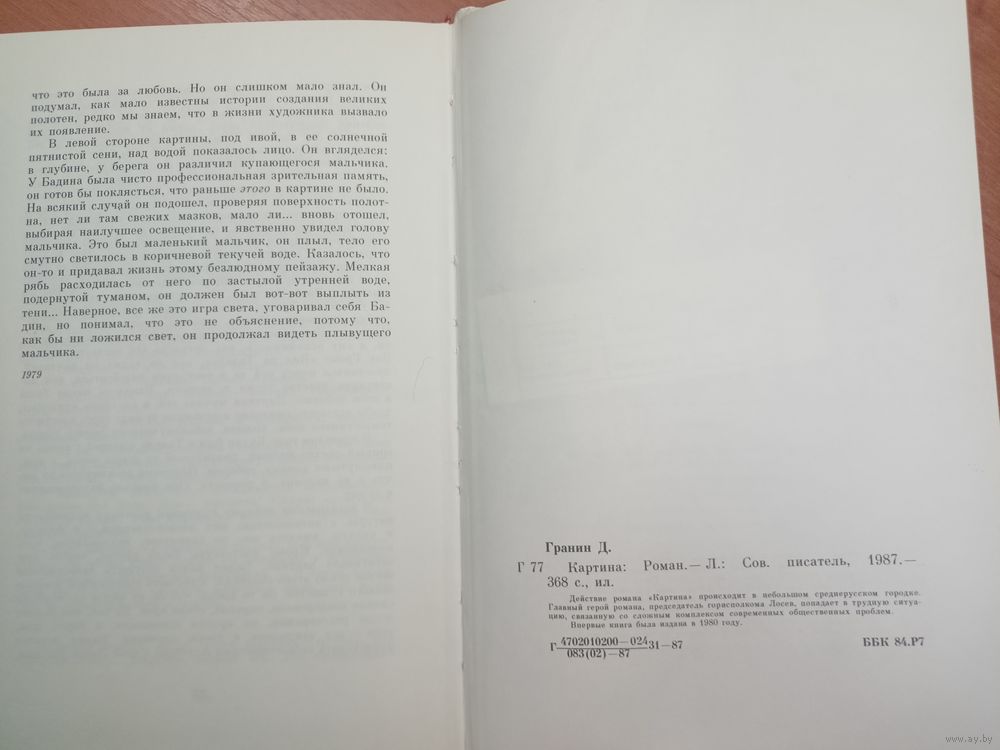 что это была за любовь. Но он слишком мало знал. Он
подумал, как мало известны истории создания великих
полотен, редко мы знаем, что в жизни художника вызвало
их появление.
В левой стороне картины, под ивой, в ее солнечной
пятнистой сени, над водой показалось лицо. Он вгляделся:
в глубине, у берега он различил купающегося мальчика.
У Бадина была чисто профессиональная зрительная память,
он готов бы поклясться, что раньше этого в картине не было.
На всякий случай он подошел, проверяя поверхность полот-
на, нет ли там свежих мазков, мало ли... вновь отошел,
выбирая наилучшее освещение, и явственно увидел голову
мальчика. Это был маленький мальчик, он плыл, тело его
смутно светилось в коричневой текучей воде. Казалось, что
он-то и придавал жизнь этому безлюдному пейзажу. Мелкая
рябь расходилась от него по застылой утренней воде,
подернутой туманом, он должен был вот-вот выплыть из
тени... Наверное, все же это игра света, уговаривал себя Ба-
дин, но понимал, что это не объяснение, потому что,
как бы ни ложился свет, он продолжал видеть плывущего
мальчика.
1979
Гранин Д.
Г 77 Картина: Роман.— Л.: Сов. писатель, 1987.—
368 с., ил.
Действие романа «Картина» происходит в небольшом среднерусском городке.
Главный герой романа, председатель горисполкома Лосев, попадает в трудную ситуа-
цию, связанную со сложным комплексом современных общественных проблем.
Впервые книга была издана в 1980 году.
Г 4702010200—024 31—87
083(02)—87
ББК 84.Р7
www.ay.by